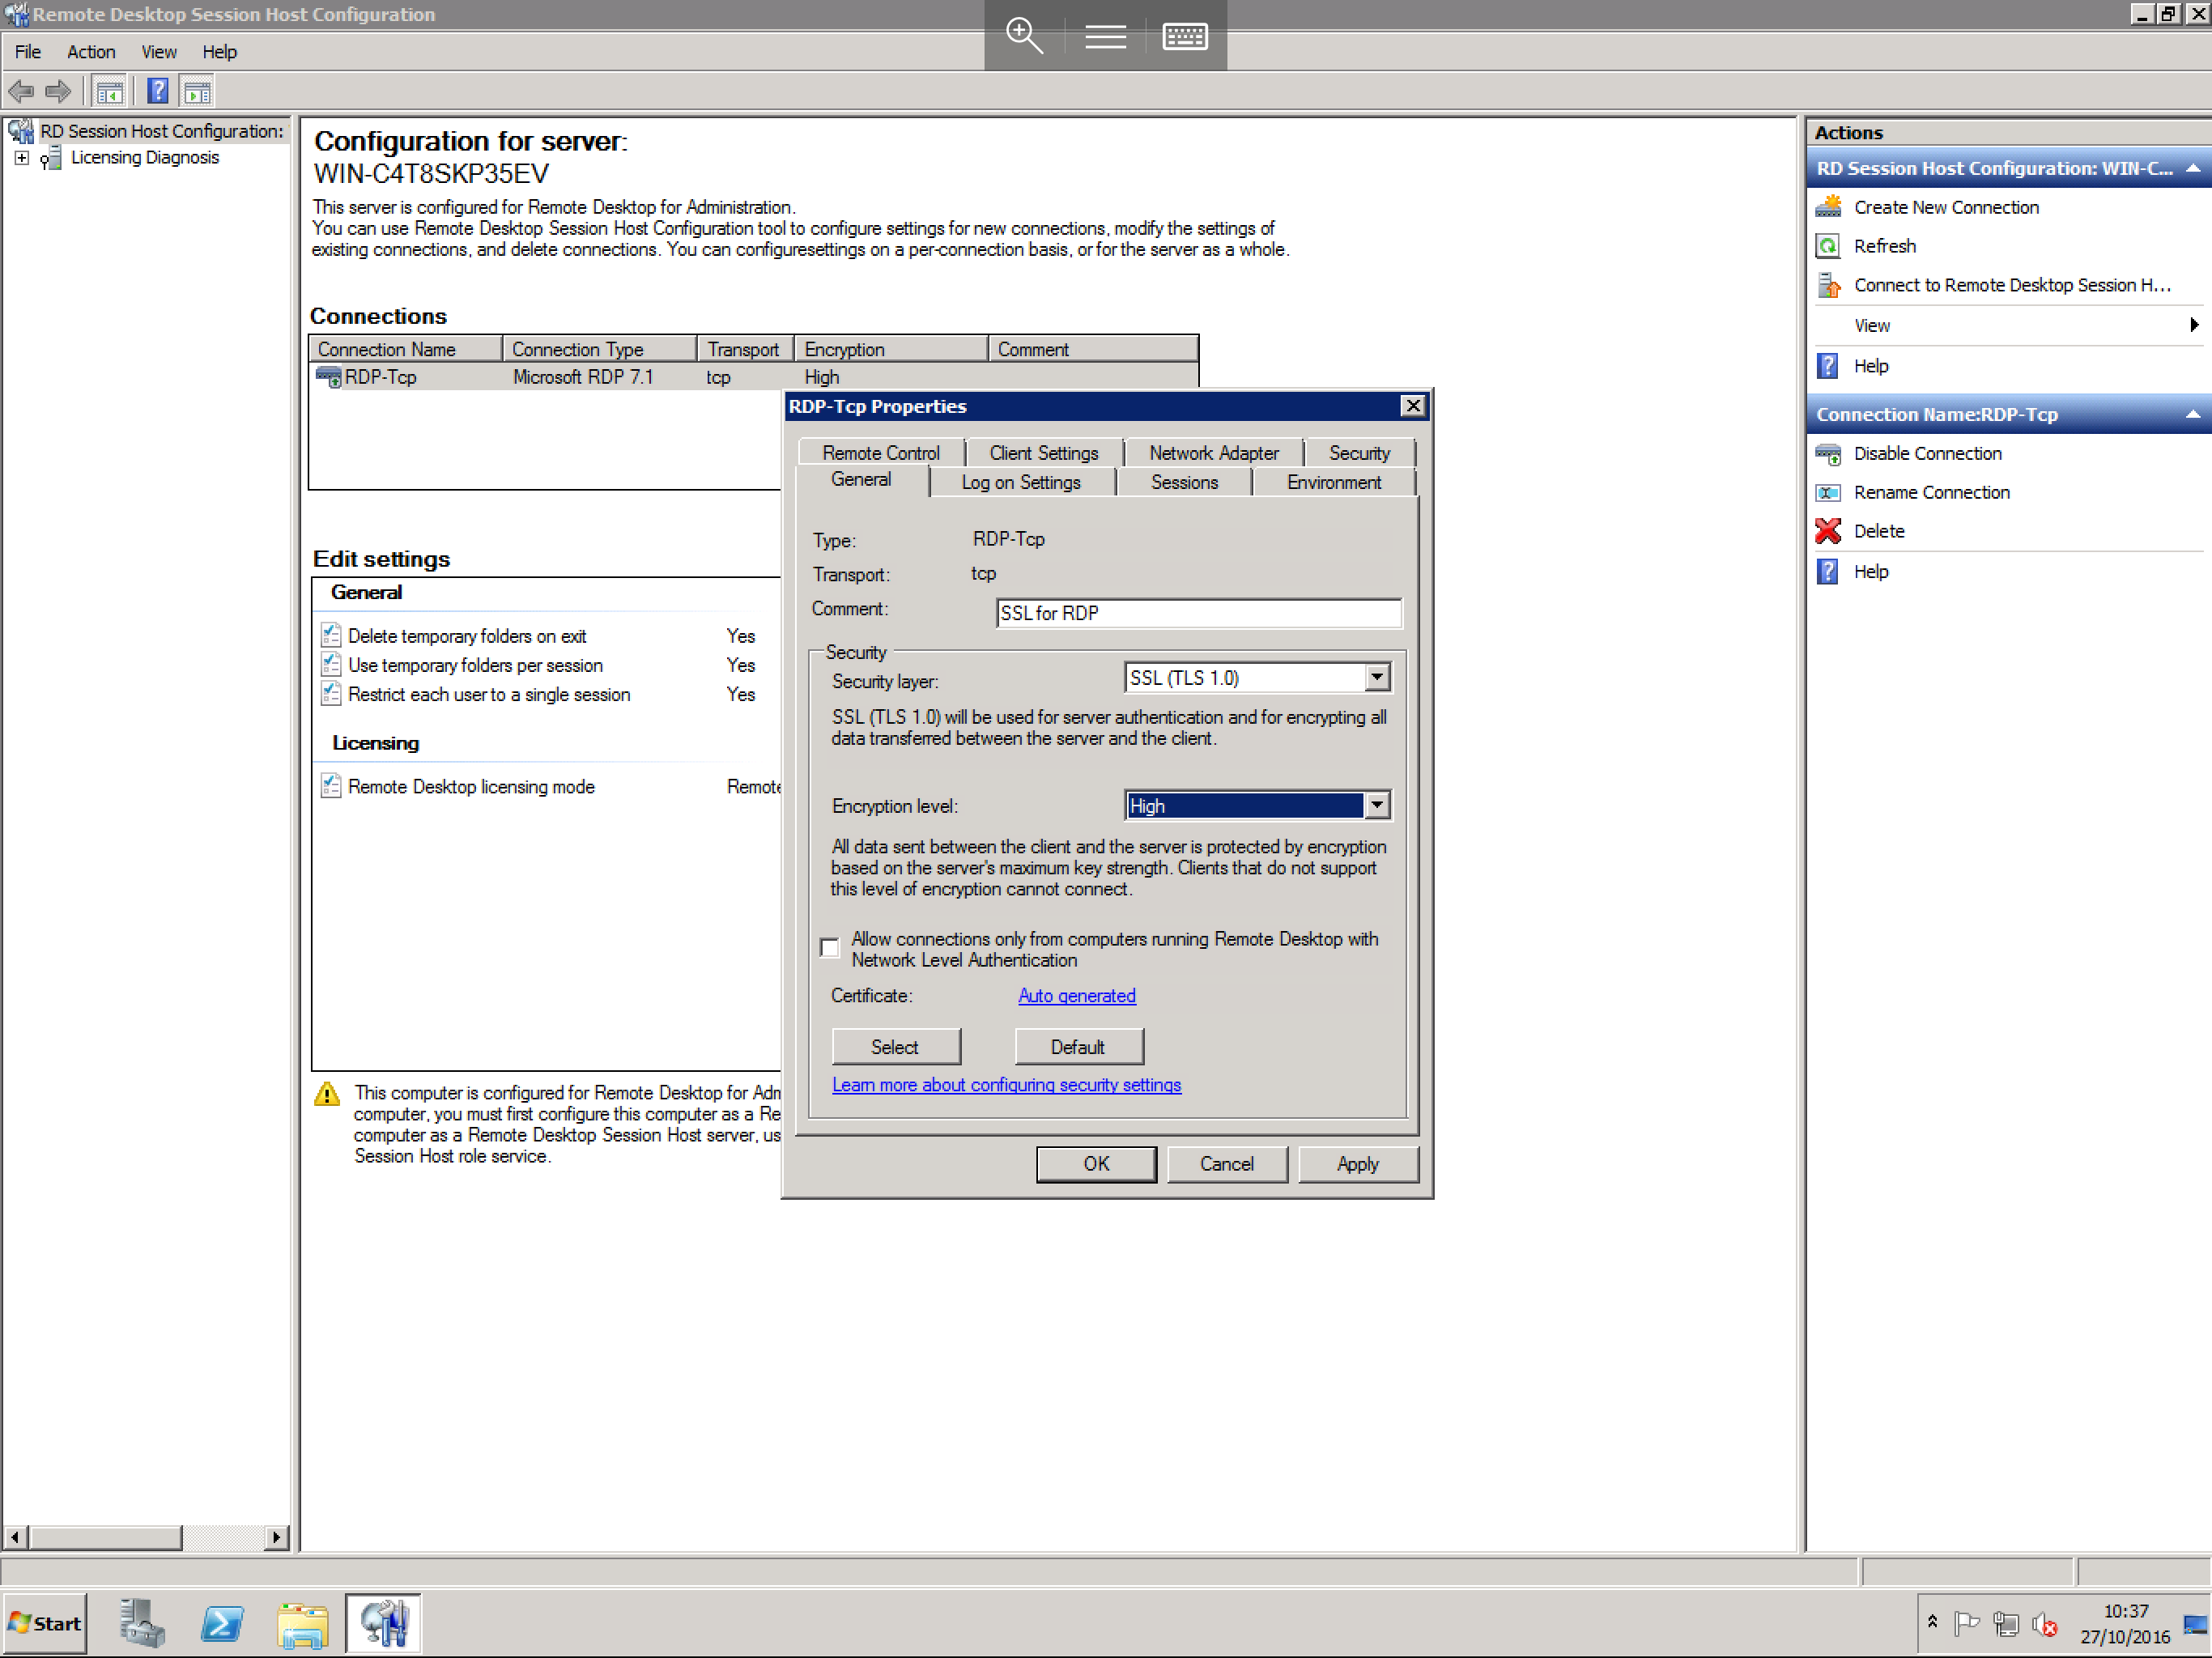 Remote Desktop Session Host Configuration
File Action View Help
RD Session Host Configuration:
Licensing Diagnosis
Configuration for server:
WIN-C4T8SKP35EV
This server is configured for Remote Desktop for Administration.
You can use Remote Desktop Session Host Configuration tool to configure settings for new connections, modify the settings of
existing connections, and delete connections. You can configuresettings on a per-connection basis, or for the server as a whole.
Connections
Connection Name Connection Type Transport Encryption Comment
RDP-Tcp Microsoft RDP 7.1 tcp High
Edit settings
General
Delete temporary folders on exit Yes
Use temporary folders per session Yes
Restrict each user to a single session Yes
Licensing
Remote Desktop licensing mode Remote
This computer is configured for Remote Desktop for Adm
computer, you must first configure this computer as a Re
computer as a Remote Desktop Session Host server, us
Session Host role service.
RDP-Tcp Properties
Remote Control Client Settings Network Adapter Security
General Log on Settings Sessions Environment
Type: RDP-Tcp
Transport: tcp
Comment: SSL for RDP
Security
Security layer: SSL (TLS 1.0)
SSL (TLS 1.0) will be used for server authentication and for encrypting all
data transferred between the server and the client.
Encryption level: High
All data sent between the client and the server is protected by encryption
based on the server's maximum key strength. Clients that do not support
this level of encryption cannot connect.
Allow connections only from computers running Remote Desktop with
Network Level Authentication
Certificate: Auto generated
Select Default
Learn more about configuring security settings
OK Cancel Apply
Actions
RD Session Host Configuration: WIN-C...
Create New Connection
Refresh
Connect to Remote Desktop Session H...
View
Help
Connection Name:RDP-Tcp
Disable Connection
Rename Connection
Delete
Help
Start
10:37
27/10/2016